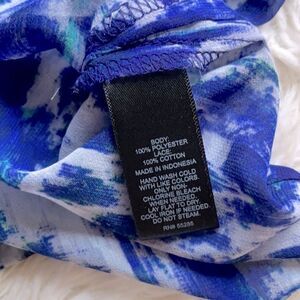 BODY:
100% POLYESTER
LACE:
100% COTTON
MADE IN INDONESIA
HAND WASH COLD
WITH LIKE COLORS.
ONLY NON-
CHLORINE BLEACH
WHEN NEEDED.
LAY FLAT TO DRY
COOL IRON IF NEEDED.
DO NOT STEAM.
RN# 55285